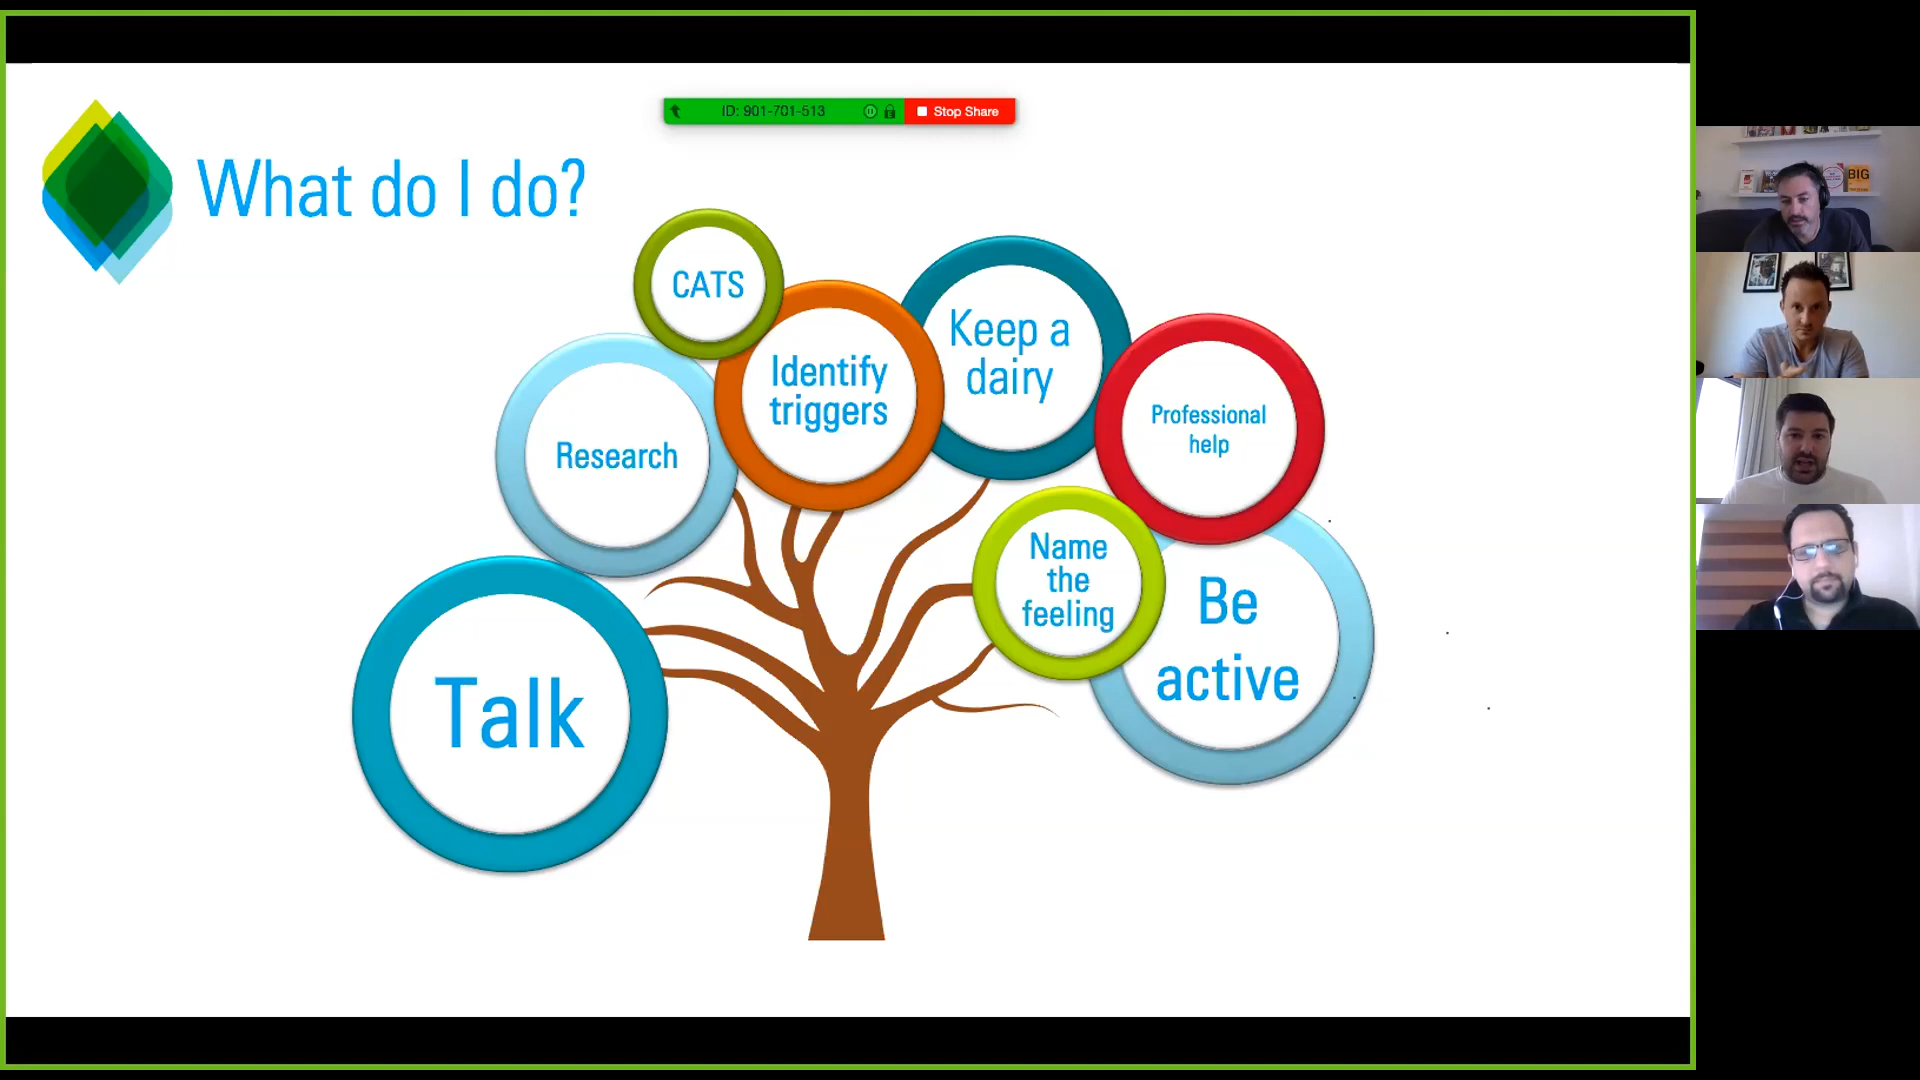 ID: 901-701-513
Stop Share
What do I do?
CATS
Keep a
dairy
Identify
triggers
Professional
help
Research
Name
the
feeling
Be
active
Talk
BIG